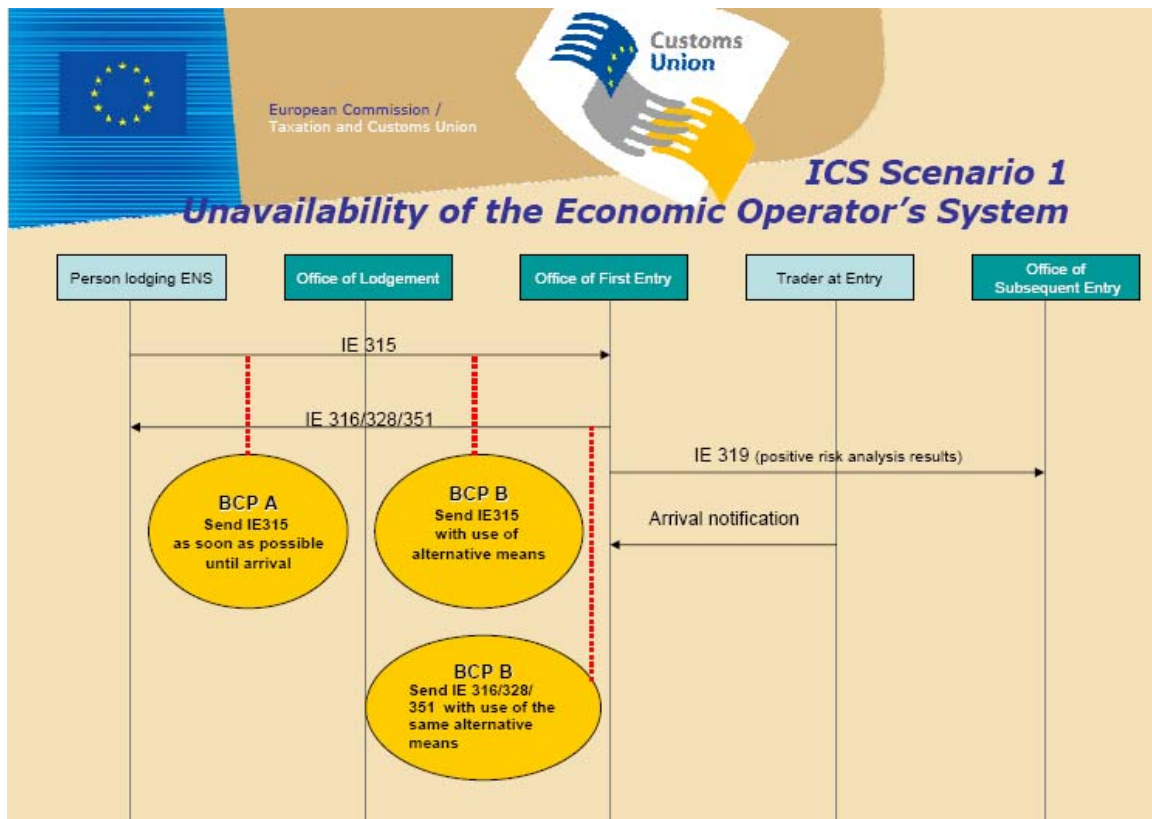 Customs
Union
European Commission /
Taxation and Customs Union
ICS Scenario 1
Unavailability of the Economic Operator's System
Person lodging ENS
Office of Lodgement
Office of First Entry
Trader at Entry
Office of
Subsequent Entry
IE 315
IE 316/328/351
IE 319 (positive risk analysis results)
Arrival notification
BCP A
Send IE315
as soon as possible
until arrival
BCP B
Send IE315
with use of
alternative means
BCP B
Send IE 316/328/
351 with use of the
same alternative
means